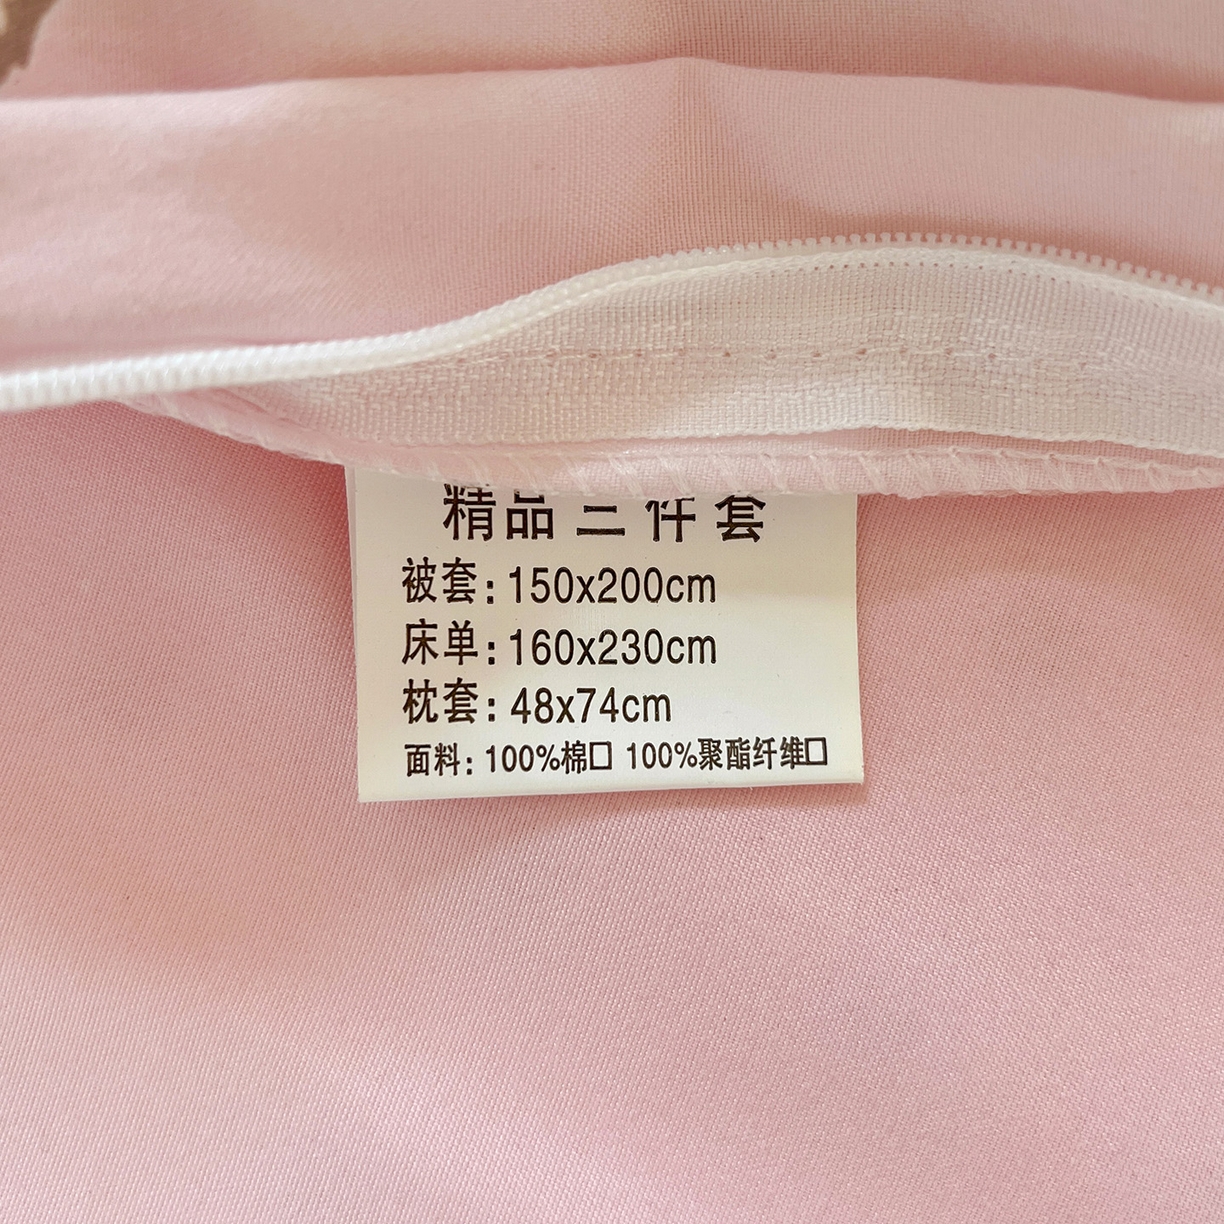 精品三件套
被套:150x200cm
床单:160x230cm
枕套:48x74cm
面料:100%棉□ 100%聚酯纤维□